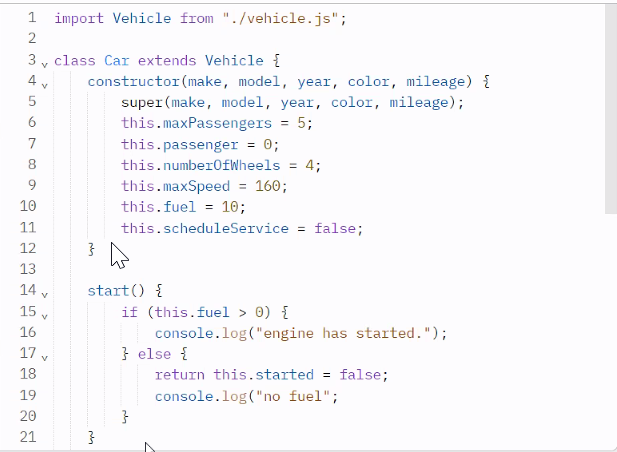 1 import Vehicle from "./vehicle.js";
2
3 class Car extends Vehicle {
4 constructor(make, model, year, color, mileage) {
5 super(make, model, year, color, mileage);
6 this.maxPassengers = 5;
7 this.passenger = 0;
8 this.numberOfWheels = 4;
9 this.maxSpeed = 160;
10 this.fuel = 10;
11 this.scheduleService = false;
12 }
13
14 start() {
15 if (this.fuel > 0) {
16 console.log("engine has started.");
17 } else {
18 return this.started = false;
19 console.log("no fuel";
20 }
21 }